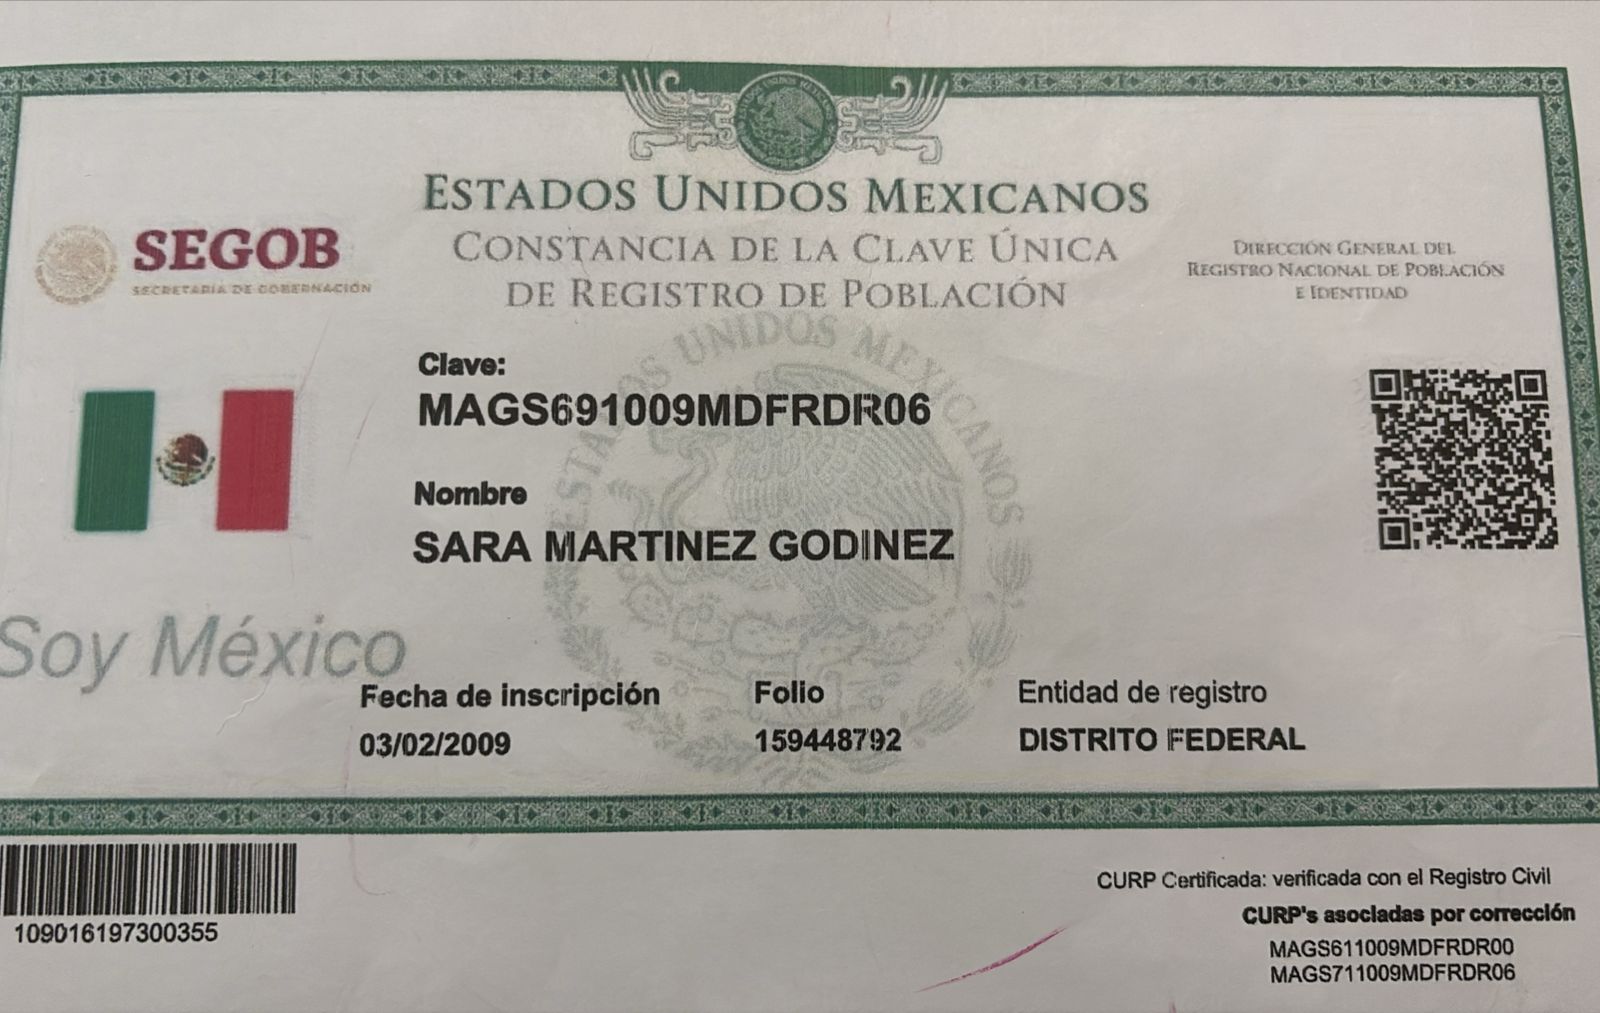 ESTADOS UNIDOS MEXICANOS
CONSTANCIA DE LA CLAVE ÚNICA
DE REGISTRO DE POBLACIÓN
SEGOB
SECRETARÍA DE GOBERNACIÓN
DIRECCIÓN GENERAL DEL
REGISTRO NACIONAL DE POBLACIÓN
E IDENTIDAD
ESTADOS UNIDOS MEXICANOS
Clave:
MAGS691009MDFRDR06
Nombre
SARA MARTINEZ GODINEZ
Soy México
Fecha de inscripción
03/02/2009
Folio
159448792
Entidad de registro
DISTRITO FEDERAL
109016197300355
CURP Certificada: verificada con el Registro Civil
CURP's asociadas por corrección
MAGS611009MDFRDR00
MAGS711009MDFRDR06